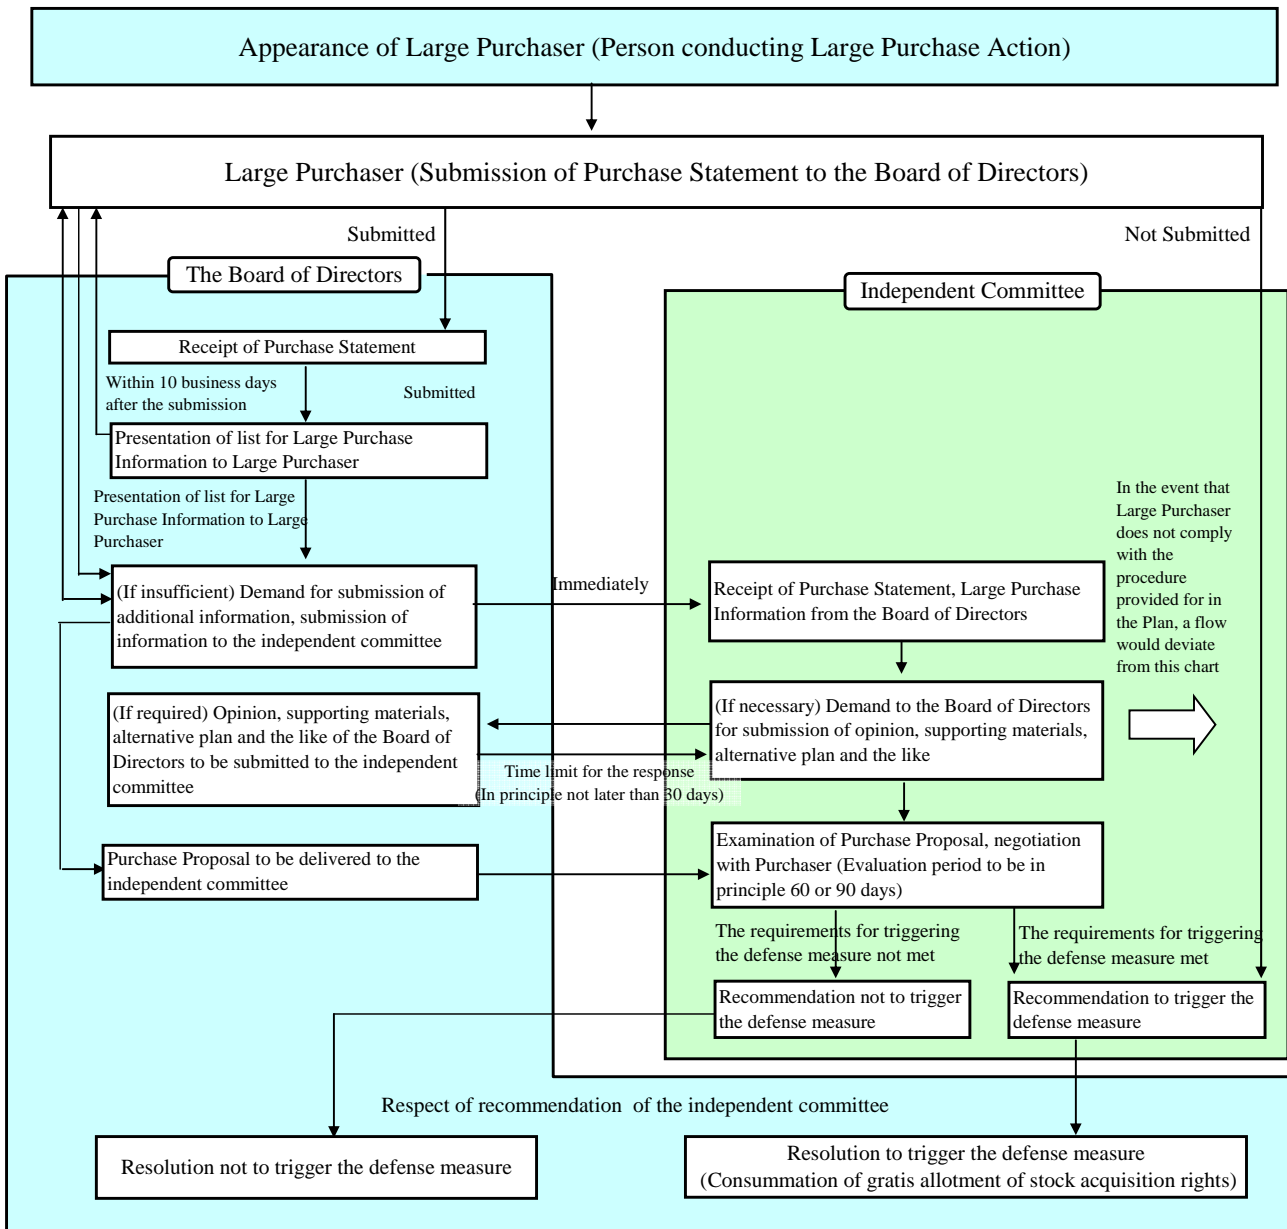 Appearance of Large Purchaser (Person conducting Large Purchase Action)
Large Purchaser (Submission of Purchase Statement to the Board of Directors)
Submitted
Not Submitted
The Board of Directors
Independent Committee
Receipt of Purchase Statement
Within 10 business days
after the submission
Submitted
Presentation of list for Large Purchase
Information to Large Purchaser
Presentation of list for Large
Purchase Information to Large
Purchaser
In the event that
Large Purchaser
does not comply
with the
procedure
provided for in
the Plan, a flow
would deviate
from this chart
(If insufficient) Demand for submission of
additional information, submission of
information to the independent committee
Immediately
Receipt of Purchase Statement, Large Purchase
Information from the Board of Directors
(If required) Opinion, supporting materials,
alternative plan and the like of the Board of
Directors to be submitted to the independent
committee
(If necessary) Demand to the Board of Directors
for submission of opinion, supporting materials,
alternative plan and the like
Time limit for the response
(In principle not later than 30 days)
Purchase Proposal to be delivered to the
independent committee
Examination of Purchase Proposal, negotiation
with Purchaser (Evaluation period to be in
principle 60 or 90 days)
The requirements for triggering
the defense measure not met
The requirements for triggering
the defense measure met
Recommendation not to trigger
the defense measure
Recommendation to trigger the
defense measure
Respect of recommendation of the independent committee
Resolution not to trigger the defense measure
Resolution to trigger the defense measure
(Consummation of gratis allotment of stock acquisition rights)